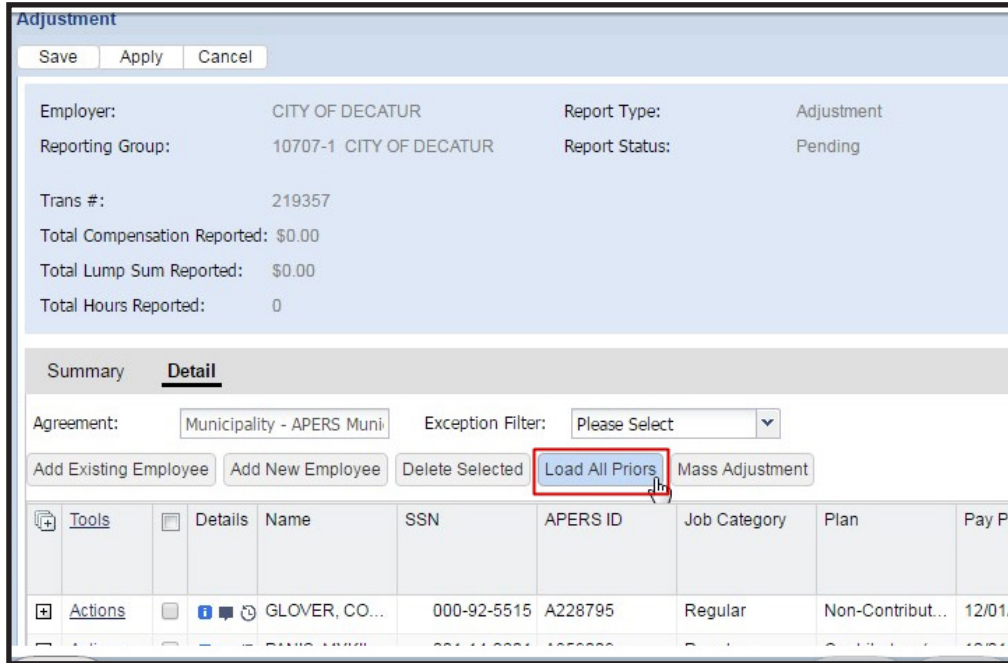 Adjustment
Save Apply Cancel
Employer: CITY OF DECATUR Report Type: Adjustment
Reporting Group: 10707-1 CITY OF DECATUR Report Status: Pending
Trans #: 219357
Total Compensation Reported: $0.00
Total Lump Sum Reported: $0.00
Total Hours Reported: 0
Summary Detail
Agreement: Municipality - APERS Muni Exception Filter: Please Select
Add Existing Employee Add New Employee Delete Selected Load All Priors Mass Adjustment
Tools Details Name SSN APERS ID Job Category Plan Pay P
Actions GLOVER, CO... 000-92-5515 A228795 Regular Non-Contribut... 12/01